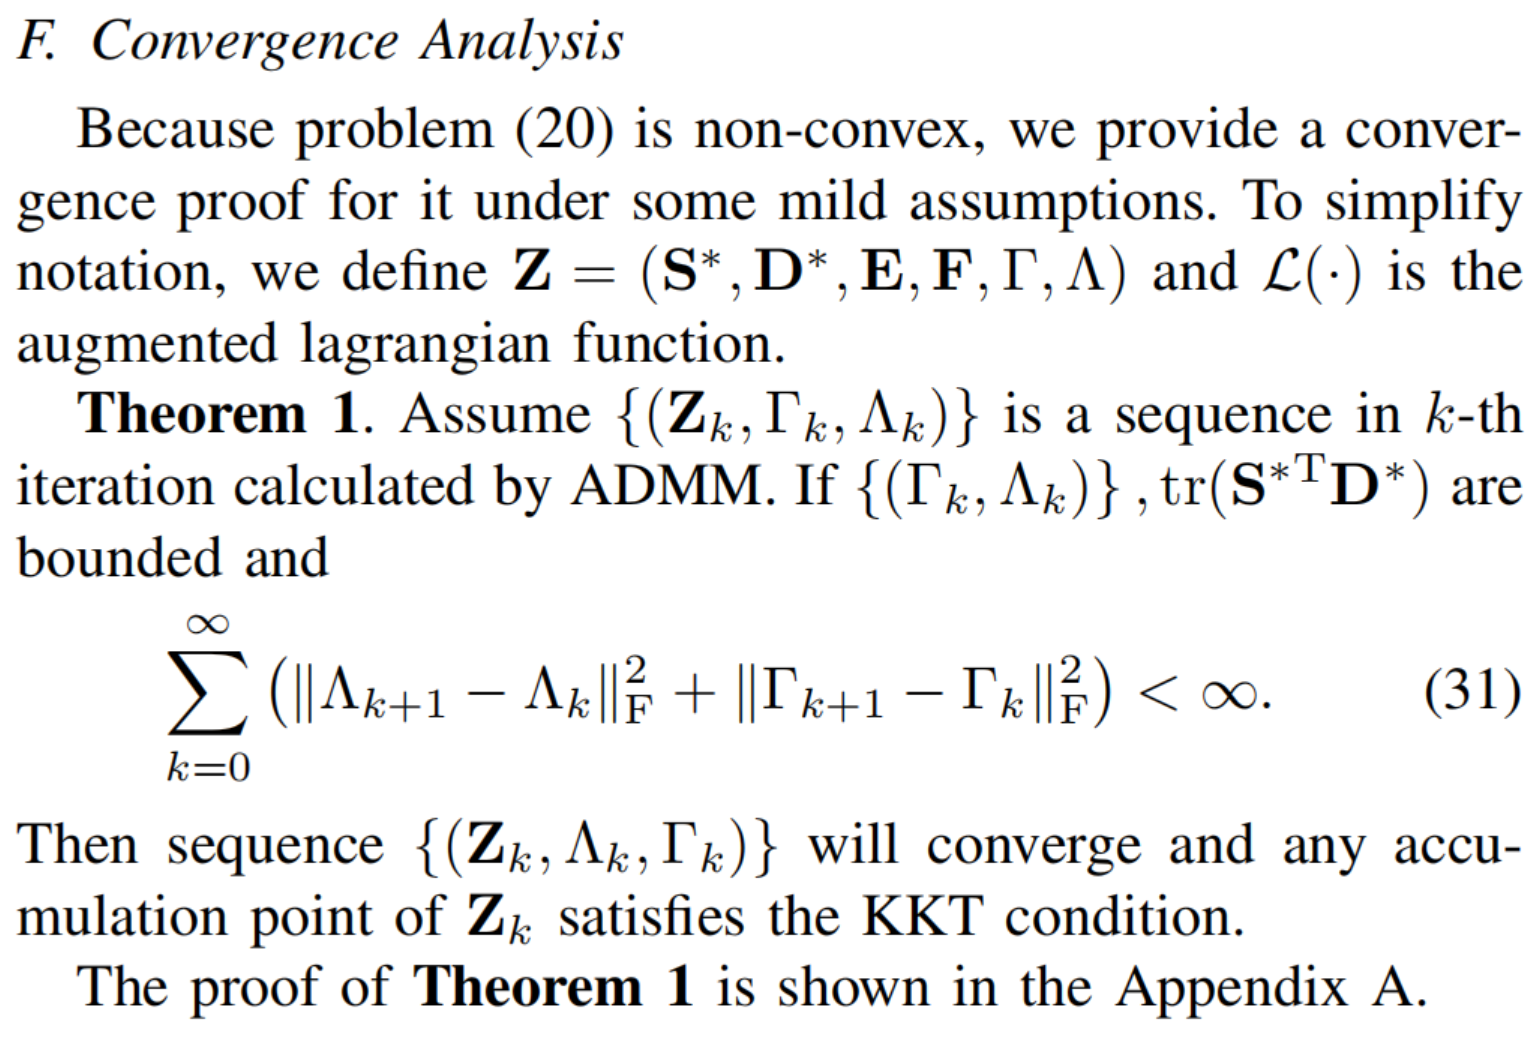 F. Convergence Analysis
Because problem (20) is non-convex, we provide a conver-
gence proof for it under some mild assumptions. To simplify
notation, we define $\mathbf{Z} = (\mathbf{S}^*, \mathbf{D}^*, \mathbf{E}, \mathbf{F}, \Gamma, \Lambda)$ and $\mathcal{L}(\cdot)$ is the
augmented lagrangian function.
Theorem 1. Assume $\{(\mathbf{Z}_k, \Gamma_k, \Lambda_k)\}$ is a sequence in $k$-th
iteration calculated by ADMM. If $\{(\Gamma_k, \Lambda_k)\}, \mathrm{tr}(\mathbf{S}^{*\mathrm{T}}\mathbf{D}^*)$ are
bounded and
$\sum_{k=0}^{\infty} \left( \|\Lambda_{k+1} - \Lambda_k\|_{\mathrm{F}}^2 + \|\Gamma_{k+1} - \Gamma_k\|_{\mathrm{F}}^2 \right) < \infty.$ (31)
Then sequence $\{(\mathbf{Z}_k, \Lambda_k, \Gamma_k)\}$ will converge and any accu-
mulation point of $\mathbf{Z}_k$ satisfies the KKT condition.
The proof of Theorem 1 is shown in the Appendix A.